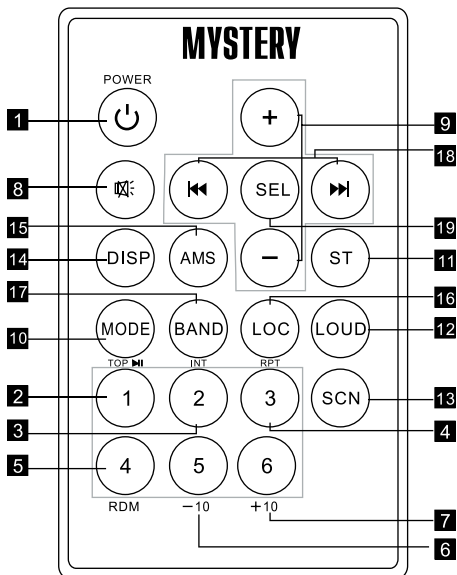 MYSTERY
POWER
1
+
9
18
8
SEL
15
19
14
DISP
AMS
−
ST
11
17
16
10
MODE
BAND
LOC
LOUD
12
TOP
INT
RPT
2
1
2
3
SCN
13
3
4
5
4
5
6
RDM
−10
+10
7
6